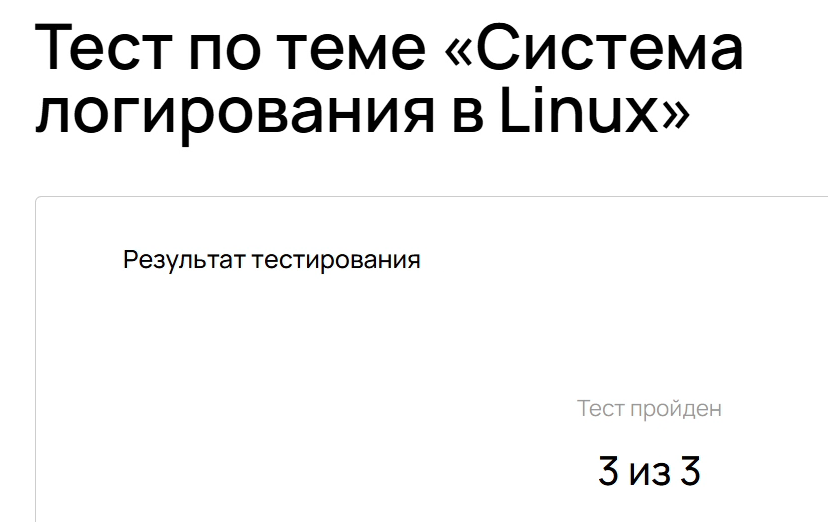 Тест по теме «Система
логирования в Linux»
Результат тестирования
Тест пройден
3 из 3